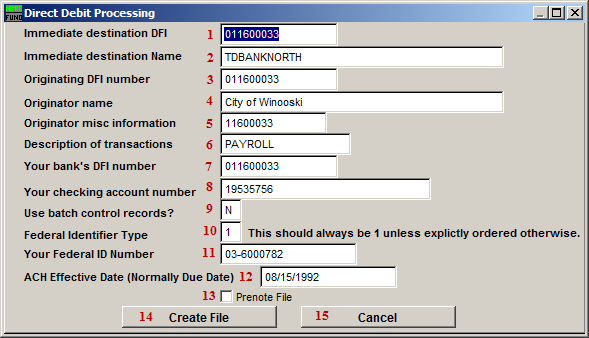 Direct Debit Processing
FUND
Immediate destination DFI 1 011600033
Immediate destination Name 2 TDBANKNORTH
Originating DFI number 3 011600033
Originator name 4 City of Winooski
Originator misc information 5 11600033
Description of transactions 6 PAYROLL
Your bank's DFI number 7 011600033
Your checking account number 8 19535756
Use batch control records? 9 N
Federal Identifier Type 10 1 This should always be 1 unless explictly ordered otherwise.
Your Federal ID Number 11 03-6000782
ACH Effective Date (Normally Due Date) 12 08/15/1992
13 Prenote File
14 Create File 15 Cancel